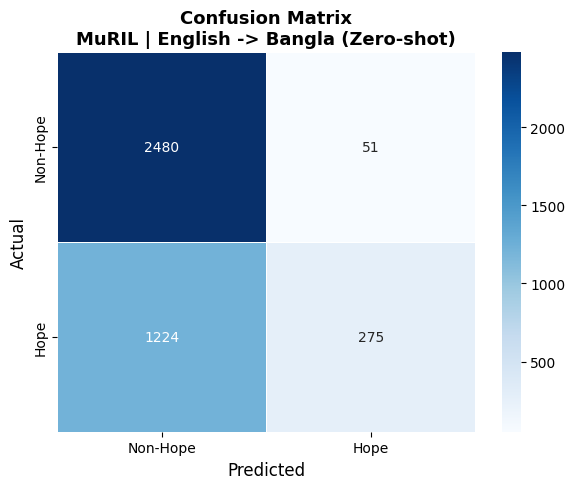 Confusion Matrix
MuRIL | English -> Bangla (Zero-shot)
Actual
Non-Hope
2480
51
Hope
1224
275
Non-Hope
Hope
Predicted
2000
1500
1000
500